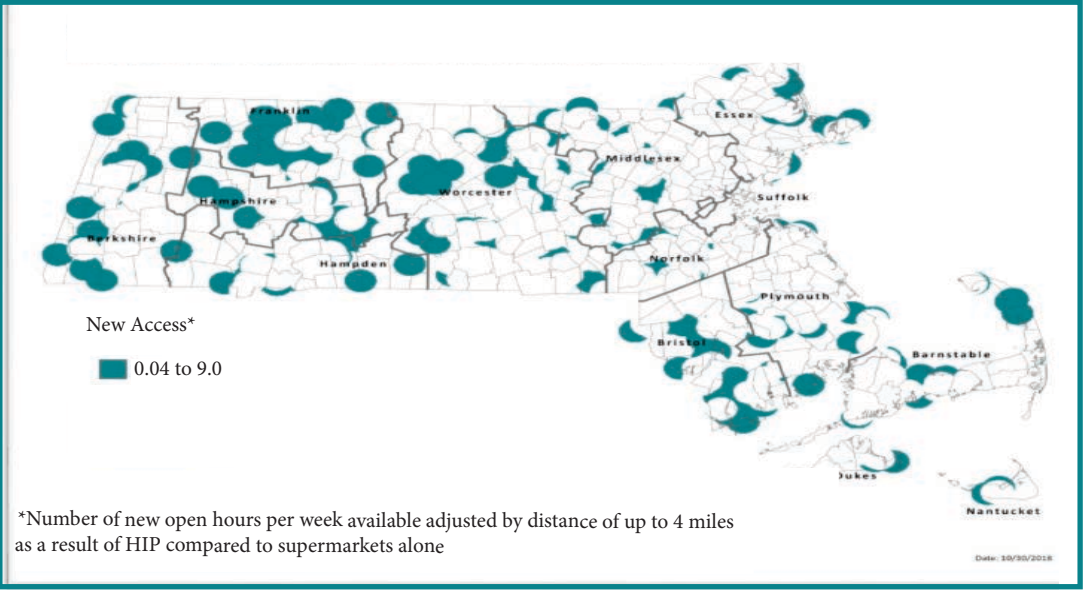 Franklin
Essex
Middlesex
Worcester
Suffolk
Hampshire
Berkshire
Norfolk
Hampden
Plymouth
New Access*
Bristol
Barnstable
0.04 to 9.0
Dukes
Nantucket
*Number of new open hours per week available adjusted by distance of up to 4 miles
as a result of HIP compared to supermarkets alone
Date: 10/30/2018